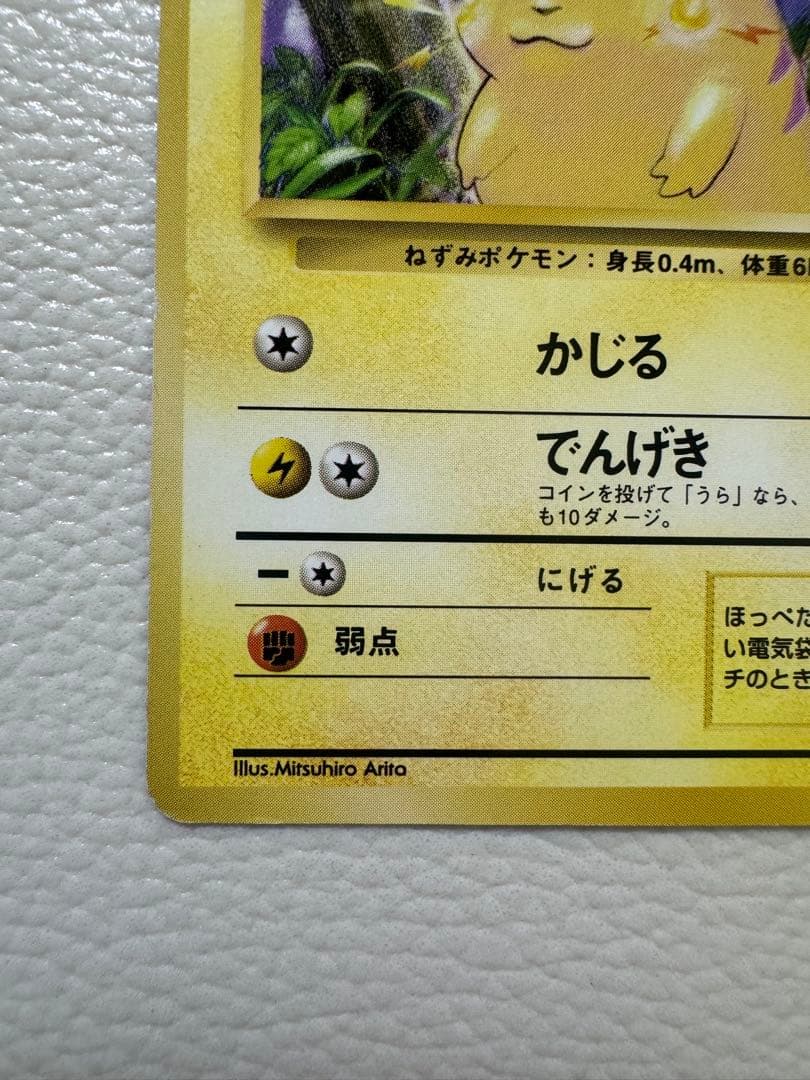 ねずみポケモン：身長0.4m、体重6
かじる
でんげき
コインを投げて「うら」なら、
も10ダメージ。
にげる
弱点
ほっぺた
い電気袋
チのとき
Illus.Mitsuhiro Arita